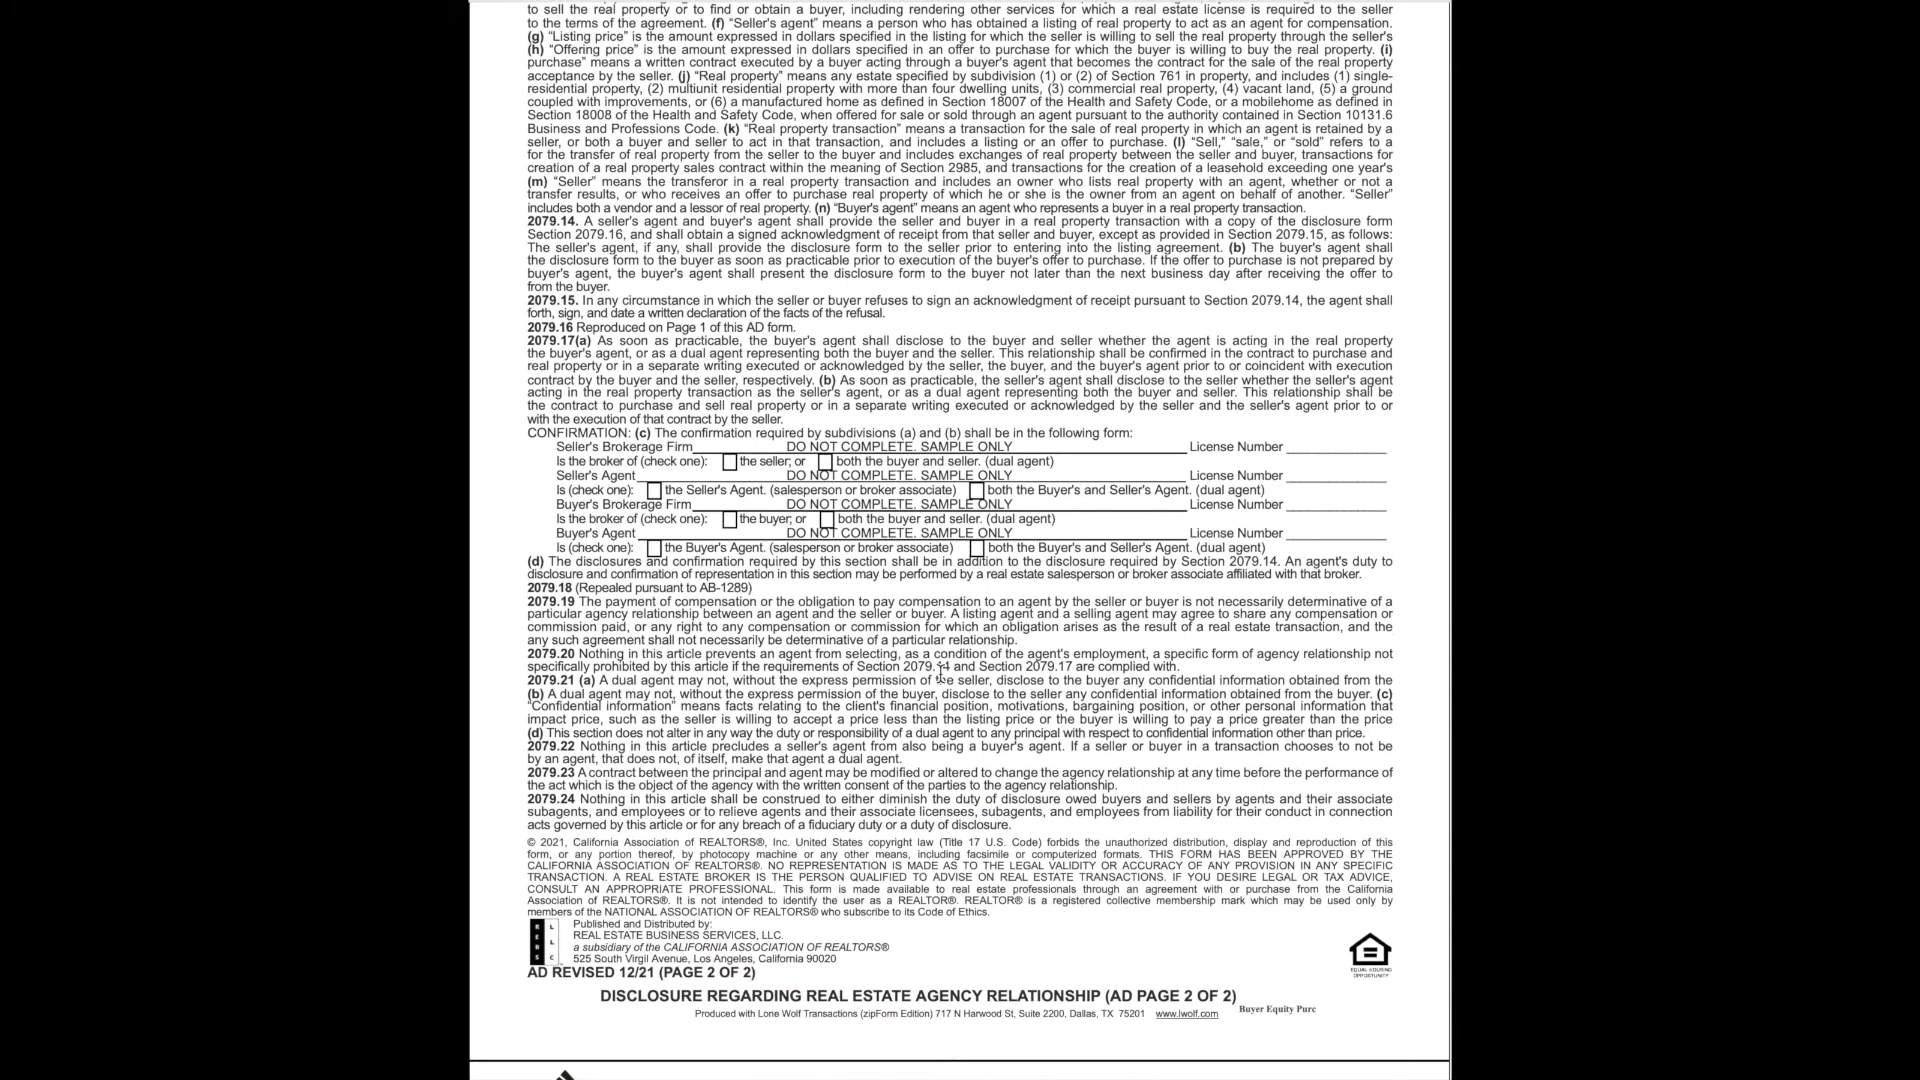 to sell the real property or to find or obtain a buyer, including rendering other services for which a real estate license is required to the seller
to the terms of the agreement. (f) “Seller's agent” means a person who has obtained a listing of real property to act as an agent for compensation.
(g) “Listing price” is the amount expressed in dollars specified in the listing for which the seller is willing to sell the real property through the seller's
(h) “Offering price” is the amount expressed in dollars specified in an offer to purchase for which the buyer is willing to buy the real property. (i)
purchase” means a written contract executed by a buyer acting through a buyer's agent that becomes the contract for the sale of the real property
acceptance by the seller. (j) “Real property” means any estate specified by subdivision (1) or (2) of Section 761 in property, and includes (1) single-
residential property, (2) multiunit residential property with more than four dwelling units, (3) commercial real property, (4) vacant land, (5) a ground
coupled with improvements, or (6) a manufactured home as defined in Section 18007 of the Health and Safety Code, or a mobilehome as defined in
Section 18008 of the Health and Safety Code, when offered for sale or sold through an agent pursuant to the authority contained in Section 10131.6
Business and Professions Code. (k) “Real property transaction” means a transaction for the sale of real property in which an agent is retained by a
seller, or both a buyer and seller to act in that transaction, and includes a listing or an offer to purchase. (l) “Sell,” “sale,” or “sold” refers to a
for the transfer of real property from the seller to the buyer and includes exchanges of real property between the seller and buyer, transactions for
creation of a real property sales contract within the meaning of Section 2985, and transactions for the creation of a leasehold exceeding one year's
(m) “Seller” means the transferor in a real property transaction and includes an owner who lists real property with an agent, whether or not a
transfer results, or who receives an offer to purchase real property of which he or she is the owner from an agent on behalf of another. “Seller”
includes both a vendor and a lessor of real property. (n) “Buyer's agent” means an agent who represents a buyer in a real property transaction.
2079.14. A seller's agent and buyer's agent shall provide the seller and buyer in a real property transaction with a copy of the disclosure form
Section 2079.16, and shall obtain a signed acknowledgment of receipt from that seller and buyer, except as provided in Section 2079.15, as follows:
The seller's agent, if any, shall provide the disclosure form to the seller prior to entering into the listing agreement. (b) The buyer's agent shall
the disclosure form to the buyer as soon as practicable prior to execution of the buyer's offer to purchase. If the offer to purchase is not prepared by
buyer's agent, the buyer's agent shall present the disclosure form to the buyer not later than the next business day after receiving the offer to
from the buyer.
2079.15. In any circumstance in which the seller or buyer refuses to sign an acknowledgment of receipt pursuant to Section 2079.14, the agent shall
forth, sign, and date a written declaration of the facts of the refusal.
2079.16 Reproduced on Page 1 of this AD form.
2079.17(a) As soon as practicable, the buyer's agent shall disclose to the buyer and seller whether the agent is acting in the real property
the buyer's agent, or as a dual agent representing both the buyer and the seller. This relationship shall be confirmed in the contract to purchase and
real property or in a separate writing executed or acknowledged by the seller, the buyer, and the buyer's agent prior to or coincident with execution
contract by the buyer and the seller, respectively. (b) As soon as practicable, the seller's agent shall disclose to the seller whether the seller's agent
acting in the real property transaction as the seller's agent, or as a dual agent representing both the buyer and seller. This relationship shall be
the contract to purchase and sell real property or in a separate writing executed or acknowledged by the seller and the seller's agent prior to or
with the execution of that contract by the seller.
CONFIRMATION: (c) The confirmation required by subdivisions (a) and (b) shall be in the following form:
Seller's Brokerage Firm DO NOT COMPLETE. SAMPLE ONLY License Number
Is the broker of (check one): the seller; or both the buyer and seller. (dual agent)
Seller's Agent DO NOT COMPLETE. SAMPLE ONLY License Number
Is (check one): the Seller's Agent. (salesperson or broker associate) both the Buyer's and Seller's Agent. (dual agent)
Buyer's Brokerage Firm DO NOT COMPLETE. SAMPLE ONLY License Number
Is the broker of (check one): the buyer; or both the buyer and seller. (dual agent)
Buyer's Agent DO NOT COMPLETE. SAMPLE ONLY License Number
Is (check one): the Buyer's Agent. (salesperson or broker associate) both the Buyer's and Seller's Agent. (dual agent)
(d) The disclosures and confirmation required by this section shall be in addition to the disclosure required by Section 2079.14. An agent's duty to
disclosure and confirmation of representation in this section may be performed by a real estate salesperson or broker associate affiliated with that broker.
2079.18 (Repealed pursuant to AB-1289)
2079.19 The payment of compensation or the obligation to pay compensation to an agent by the seller or buyer is not necessarily determinative of a
particular agency relationship between an agent and the seller or buyer. A listing agent and a selling agent may agree to share any compensation or
commission paid, or any right to any compensation or commission for which an obligation arises as the result of a real estate transaction, and the
any such agreement shall not necessarily be determinative of a particular relationship.
2079.20 Nothing in this article prevents an agent from selecting, as a condition of the agent's employment, a specific form of agency relationship not
specifically prohibited by this article if the requirements of Section 2079.14 and Section 2079.17 are complied with.
2079.21 (a) A dual agent may not, without the express permission of the seller, disclose to the buyer any confidential information obtained from the
(b) A dual agent may not, without the express permission of the buyer, disclose to the seller any confidential information obtained from the buyer. (c)
“Confidential information” means facts relating to the client's financial position, motivations, bargaining position, or other personal information that
impact price, such as the seller is willing to accept a price less than the listing price or the buyer is willing to pay a price greater than the price
(d) This section does not alter in any way the duty or responsibility of a dual agent to any principal with respect to confidential information other than price.
2079.22 Nothing in this article precludes a seller's agent from also being a buyer's agent. If a seller or buyer in a transaction chooses to not be
by an agent, that does not, of itself, make that agent a dual agent.
2079.23 A contract between the principal and agent may be modified or altered to change the agency relationship at any time before the performance of
the act which is the object of the agency with the written consent of the parties to the agency relationship.
2079.24 Nothing in this article shall be construed to either diminish the duty of disclosure owed buyers and sellers by agents and their associate
subagents, and employees or to relieve agents and their associate licensees, subagents, and employees from liability for their conduct in connection
acts governed by this article or for any breach of a fiduciary duty or a duty of disclosure.
© 2021, California Association of REALTORS®, Inc. United States copyright law (Title 17 U.S. Code) forbids the unauthorized distribution, display and reproduction of this
form, or any portion thereof, by photocopy machine or any other means, including facsimile or computerized formats. THIS FORM HAS BEEN APPROVED BY THE
CALIFORNIA ASSOCIATION OF REALTORS®. NO REPRESENTATION IS MADE AS TO THE LEGAL VALIDITY OR ACCURACY OF ANY PROVISION IN ANY SPECIFIC
TRANSACTION. A REAL ESTATE BROKER IS THE PERSON QUALIFIED TO ADVISE ON REAL ESTATE TRANSACTIONS. IF YOU DESIRE LEGAL OR TAX ADVICE,
CONSULT AN APPROPRIATE PROFESSIONAL. This form is made available to real estate professionals through an agreement with or purchase from the California
Association of REALTORS®. It is not intended to identify the user as a REALTOR®. REALTOR® is a registered collective membership mark which may be used only by
members of the NATIONAL ASSOCIATION OF REALTORS® who subscribe to its Code of Ethics.
R L
E L
B
S C
Published and Distributed by:
REAL ESTATE BUSINESS SERVICES, LLC.
a subsidiary of the CALIFORNIA ASSOCIATION OF REALTORS®
525 South Virgil Avenue, Los Angeles, California 90020
EQUAL HOUSING
OPPORTUNITY
AD REVISED 12/21 (PAGE 2 OF 2)
DISCLOSURE REGARDING REAL ESTATE AGENCY RELATIONSHIP (AD PAGE 2 OF 2)
Produced with Lone Wolf Transactions (zipForm Edition) 717 N Harwood St, Suite 2200, Dallas, TX 75201 www.lwolf.com Buyer Equity Purc